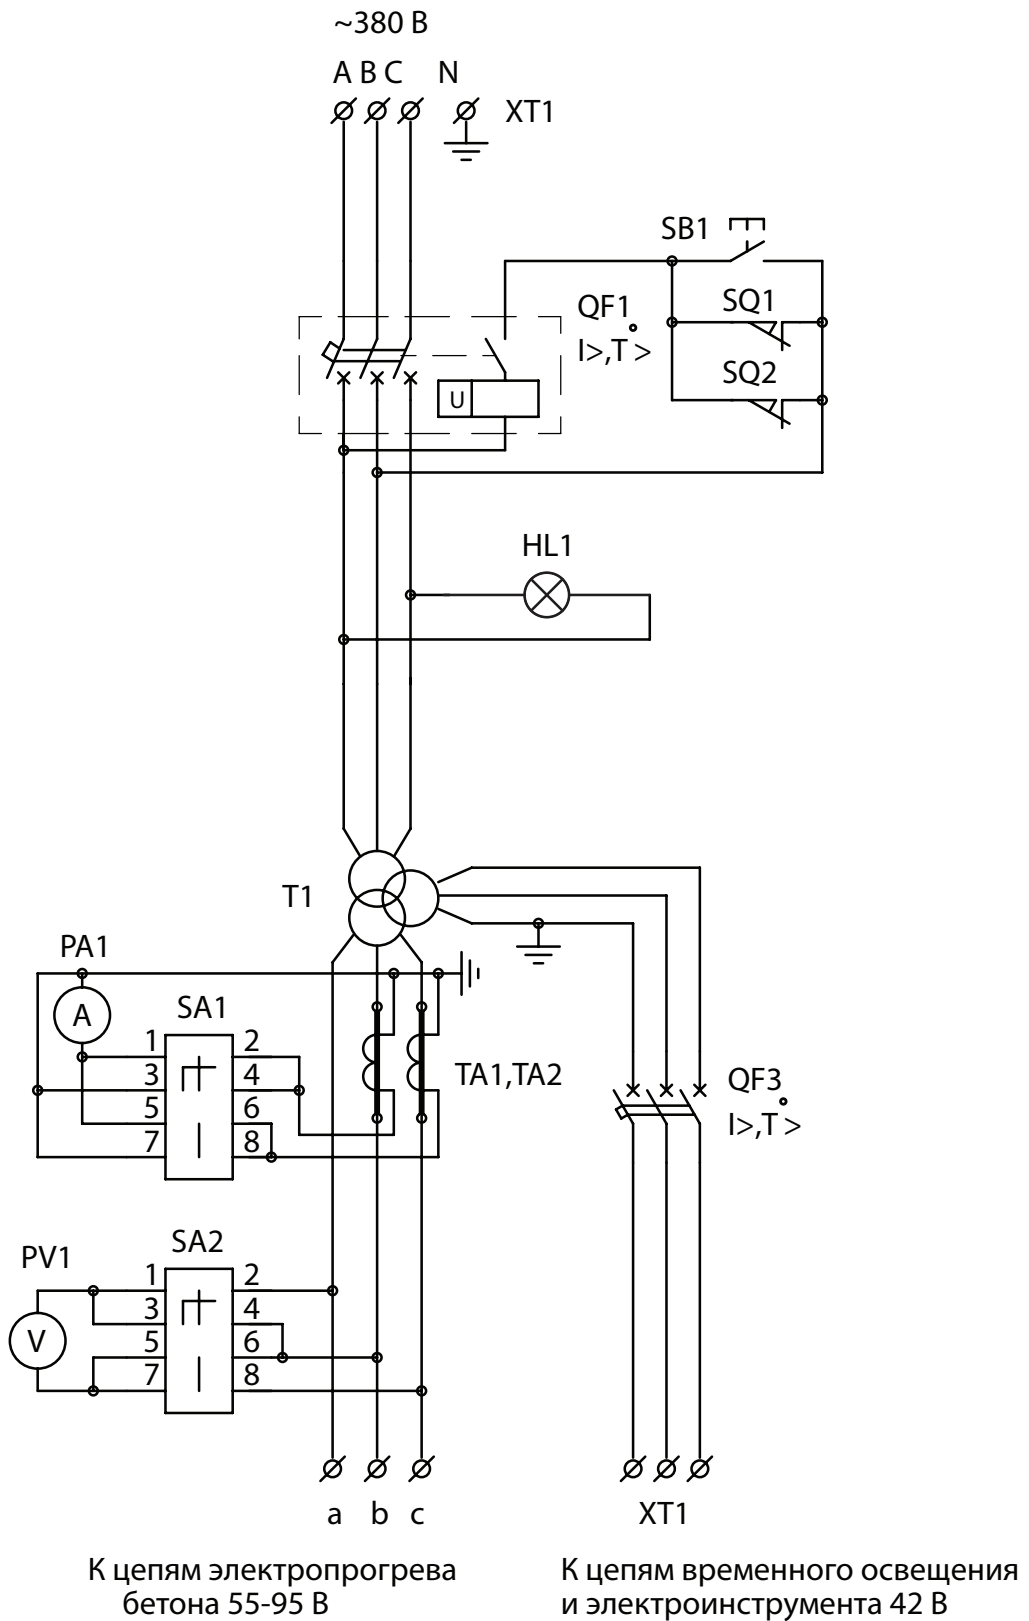 ~380 В
A B C N
XT1
SB1
QF1
I>,T°>
SQ1
SQ2
U
HL1
T1
PA1
A
SA1
1 2
3 4
5 6
7 8
TA1,TA2
QF3
I>,T°>
PV1
V
SA2
1 2
3 4
5 6
7 8
a b c
XT1
К цепям электропрогрева
бетона 55-95 В
К цепям временного освещения
и электроинструмента 42 В